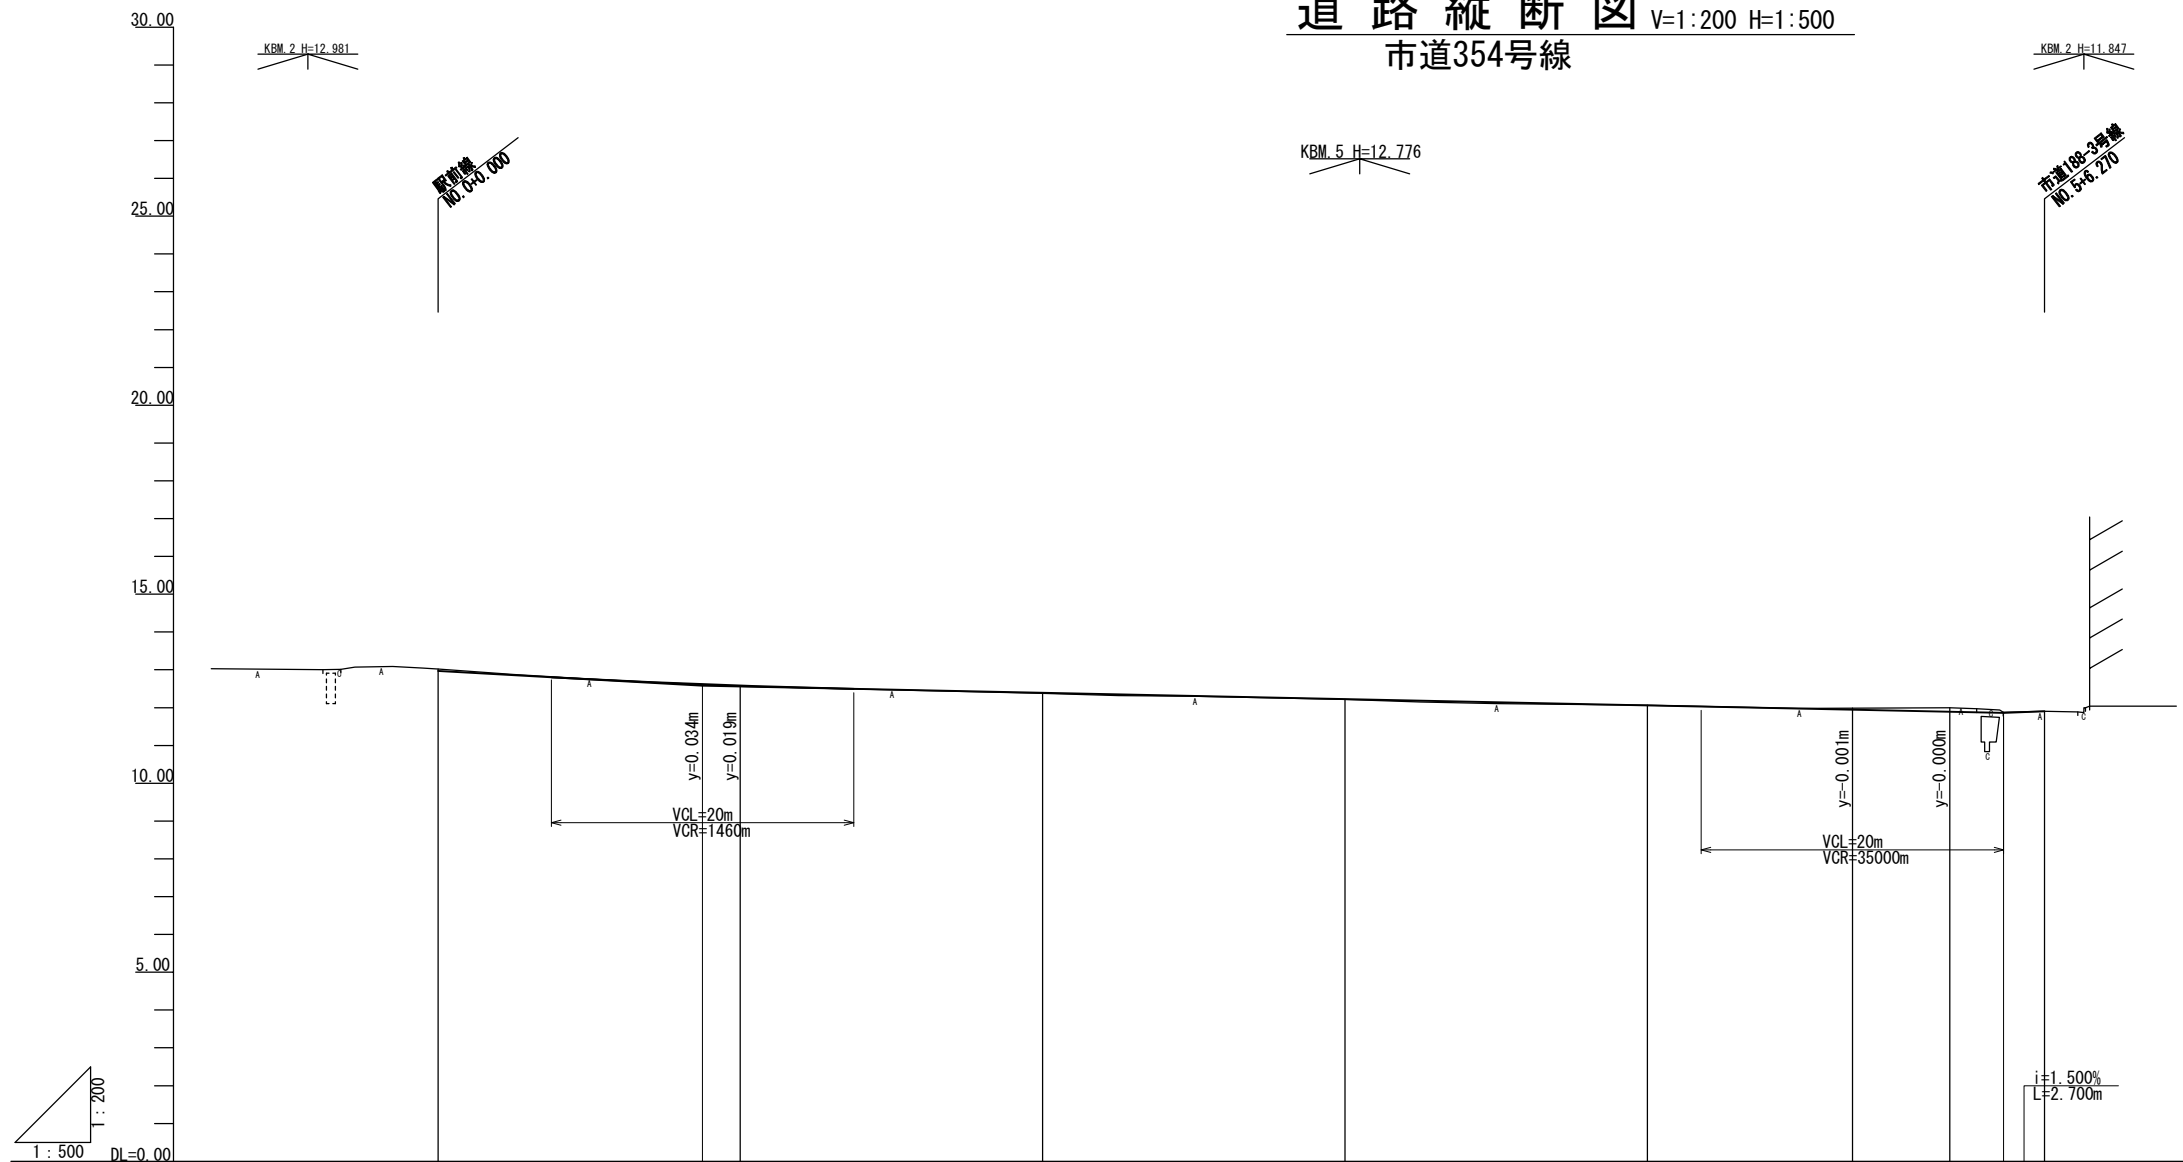 道路縦断図 V=1:200 H=1:500
市道354号線
KBM.2 H=12.981
KBM.5 H=12.776
KBM.2 H=11.847
駅前線
NO.0+0.000
市道188-3号線
NO.5+6.270
30.00
25.00
20.00
15.00
10.00
5.00
DL=0.00
A
C
A
A
A
A
A
A
A
C
C
A
C
y=0.034m
y=0.019m
VCL=20m
VCR=1460m
y=-0.001m
y=-0.000m
VCL=20m
VCR=35000m
i=1.500%
L=2.700m
1:200
1:500